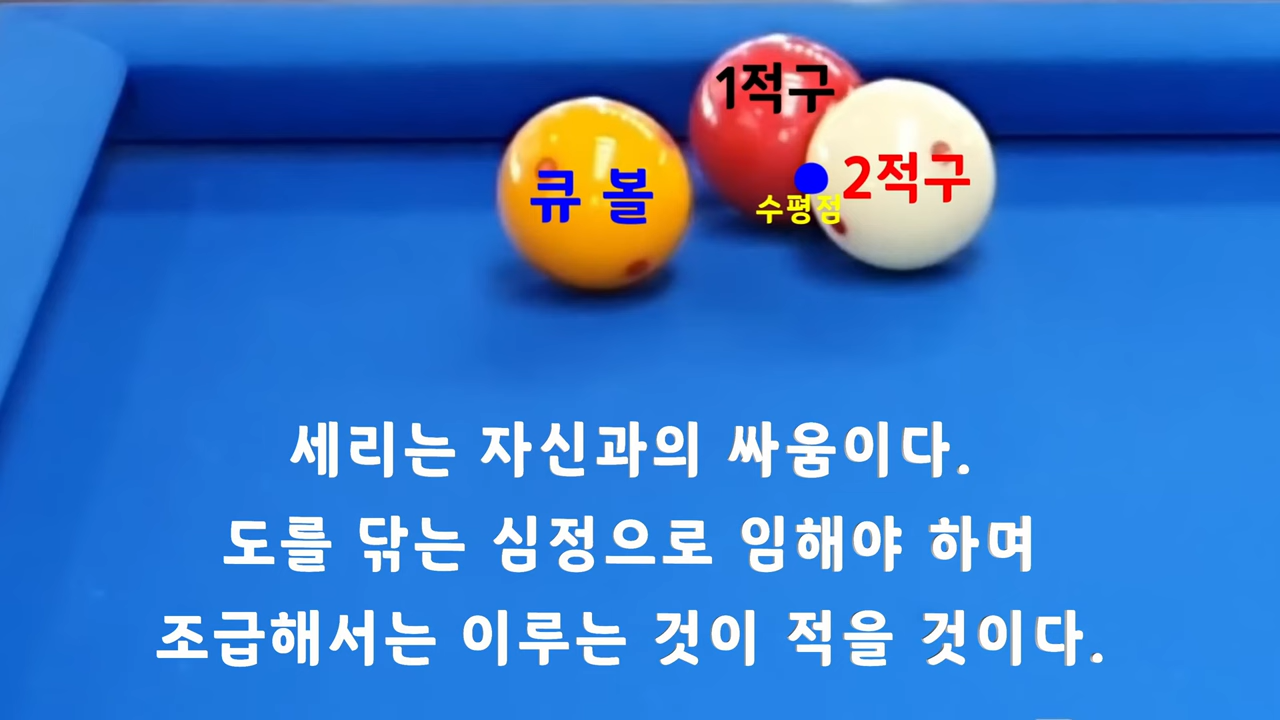 1적구
큐 볼
2적구
수평점
세리는 자신과의 싸움이다.
도를 닦는 심정으로 임해야 하며
조급해서는 이루는 것이 적을 것이다.